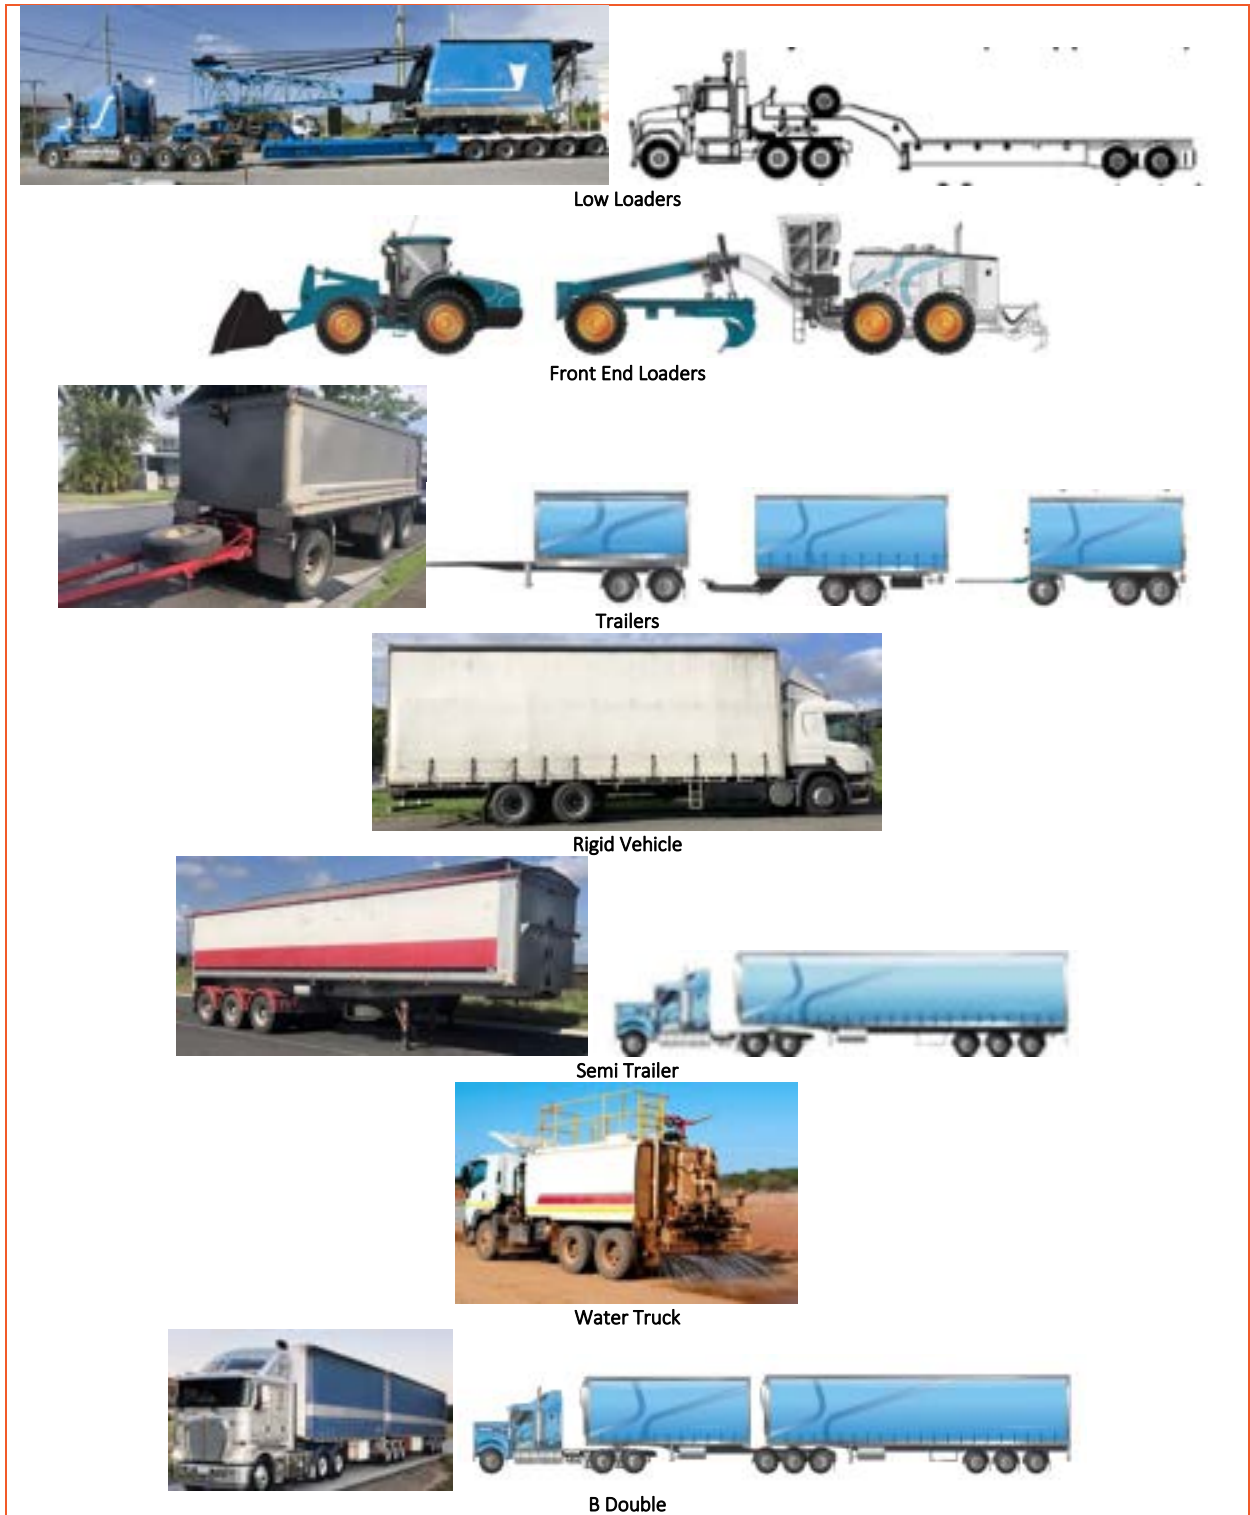 Low Loaders
Front End Loaders
Trailers
Rigid Vehicle
Semi Trailer
Water Truck
B Double